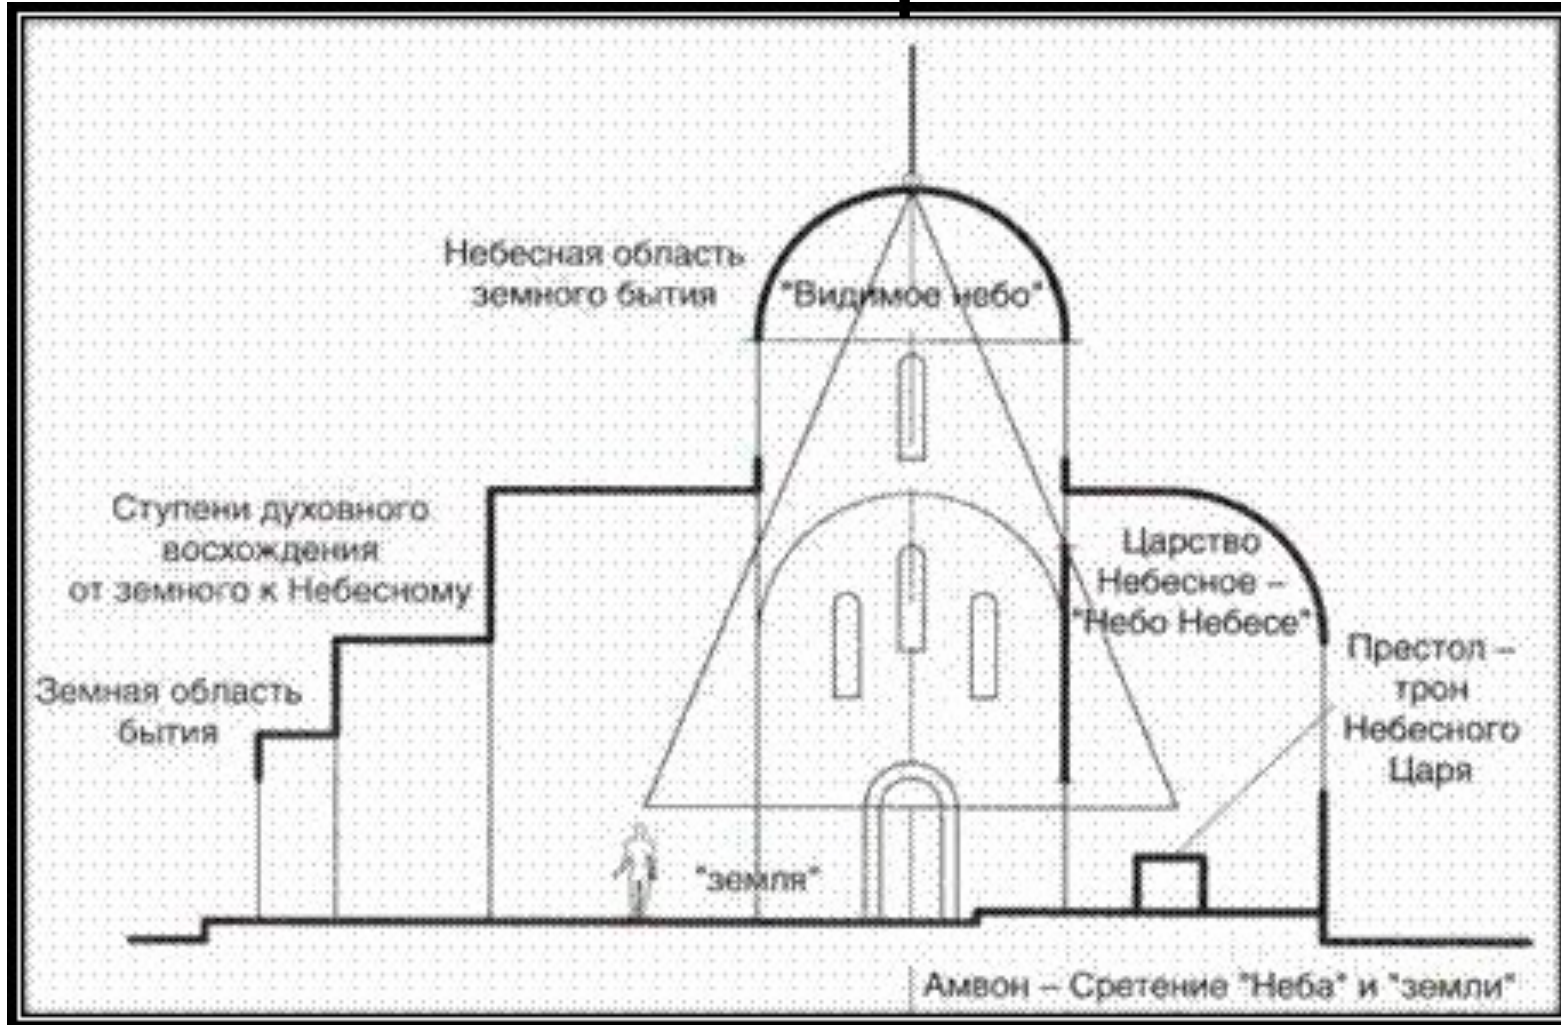 Небесная область
земного бытия
"Видимое небо"
Ступени духовного
восхождения
от земного к Небесному
Царство
Небесное –
"Небо Небесе"
Престол –
трон
Небесного
Царя
Земная область
бытия
"земля"
Амвон – Сретение "Неба" и "земли"